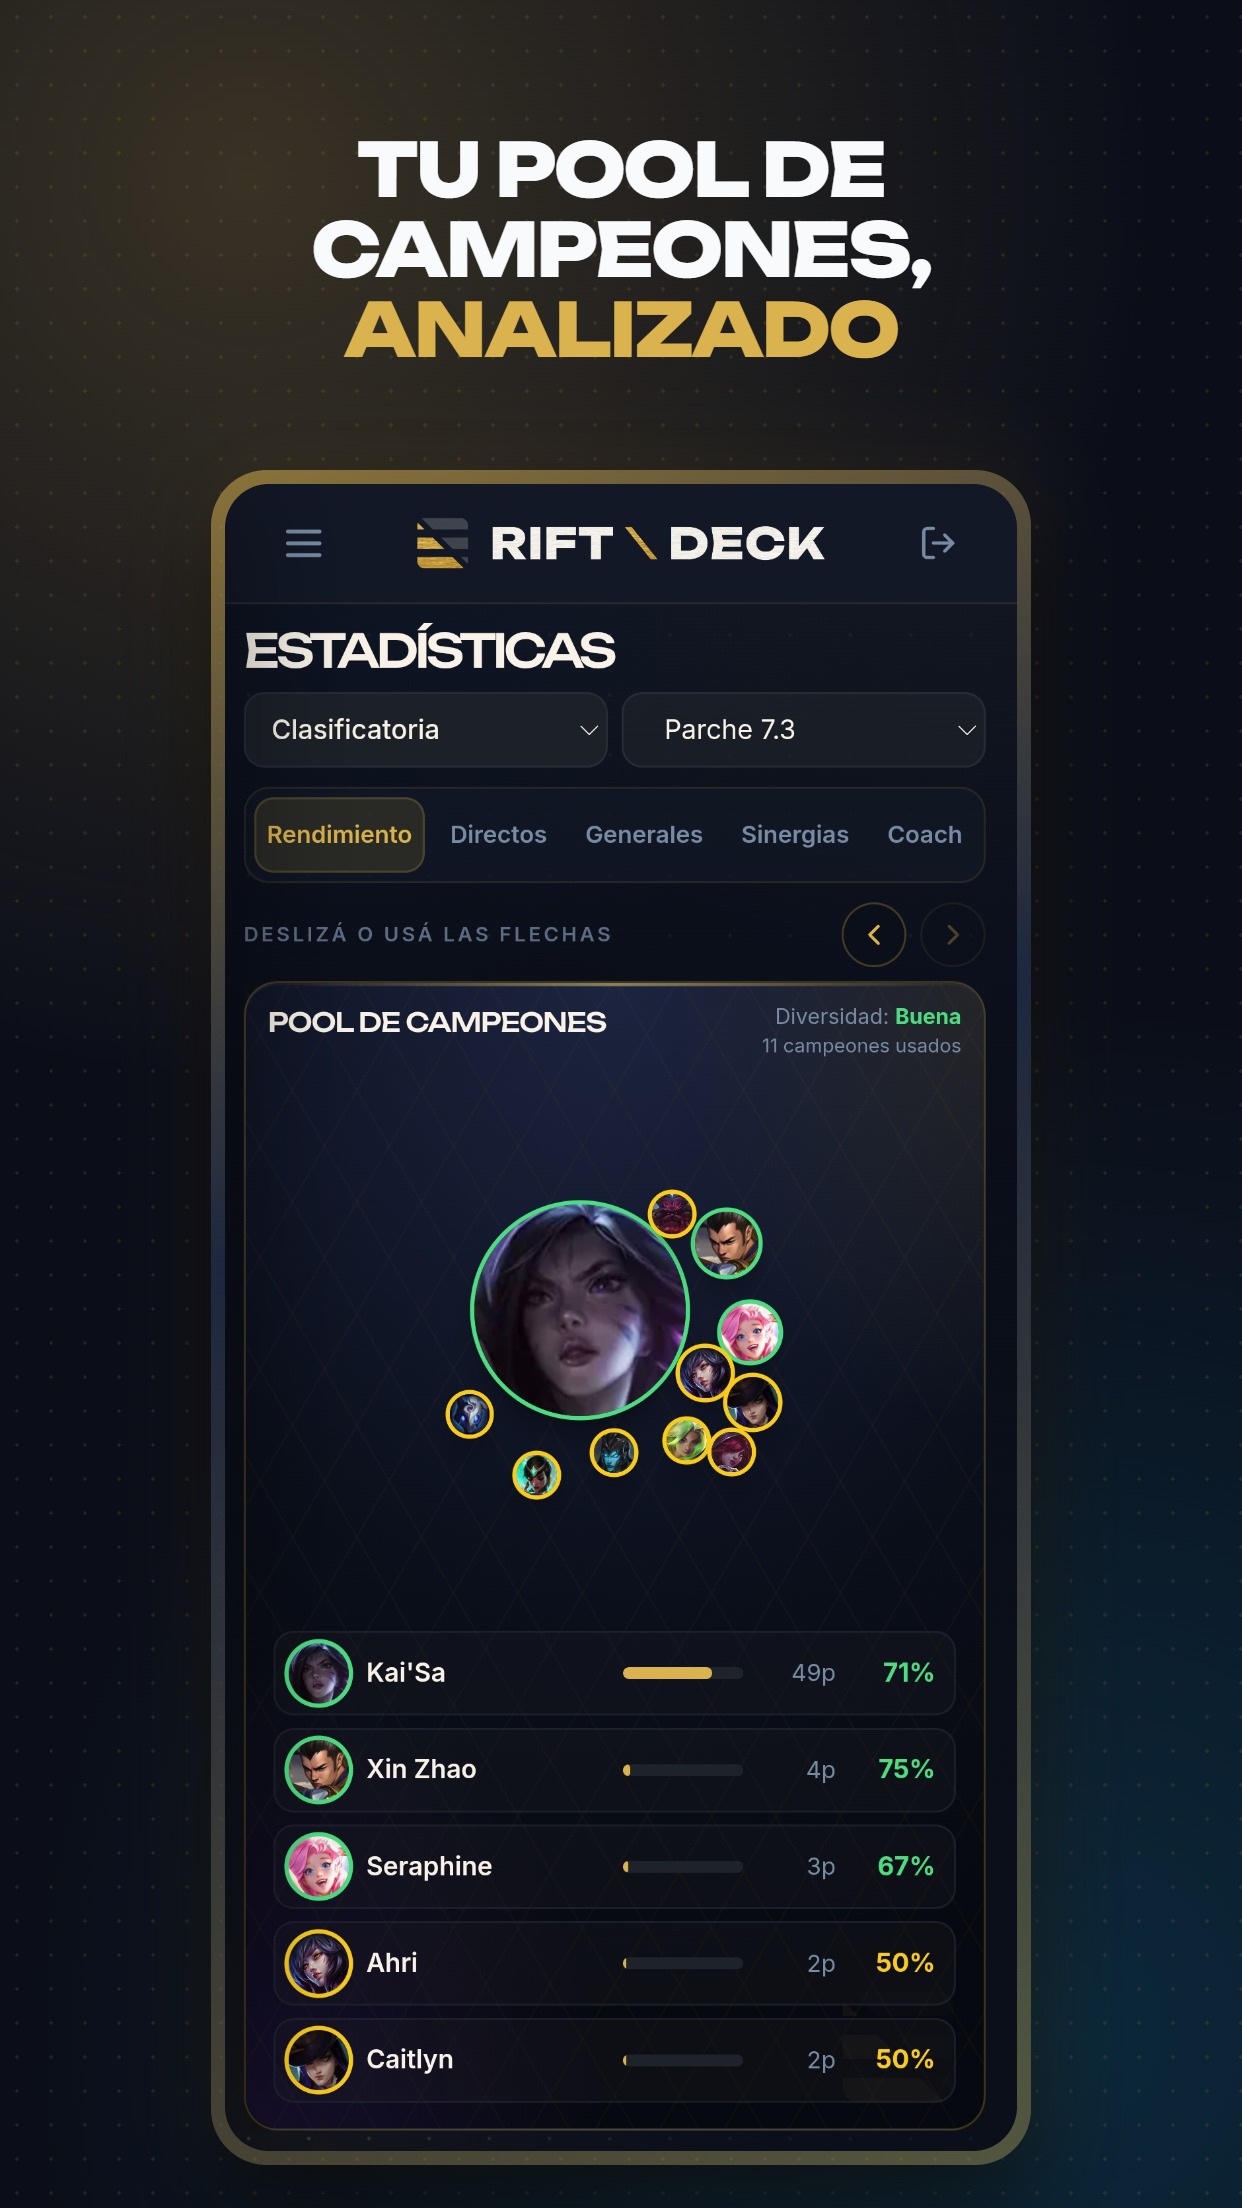 TU POOL DE
CAMPEONES,
ANALIZADO
RIFT \ DECK
ESTADÍSTICAS
Clasificatoria
Parche 7.3
Rendimiento Directos Generales Sinergias Coach
DESLIZÁ O USÁ LAS FLECHAS
POOL DE CAMPEONES
Diversidad: Buena
11 campeones usados
Kai'Sa 49p 71%
Xin Zhao 4p 75%
Seraphine 3p 67%
Ahri 2p 50%
Caitlyn 2p 50%